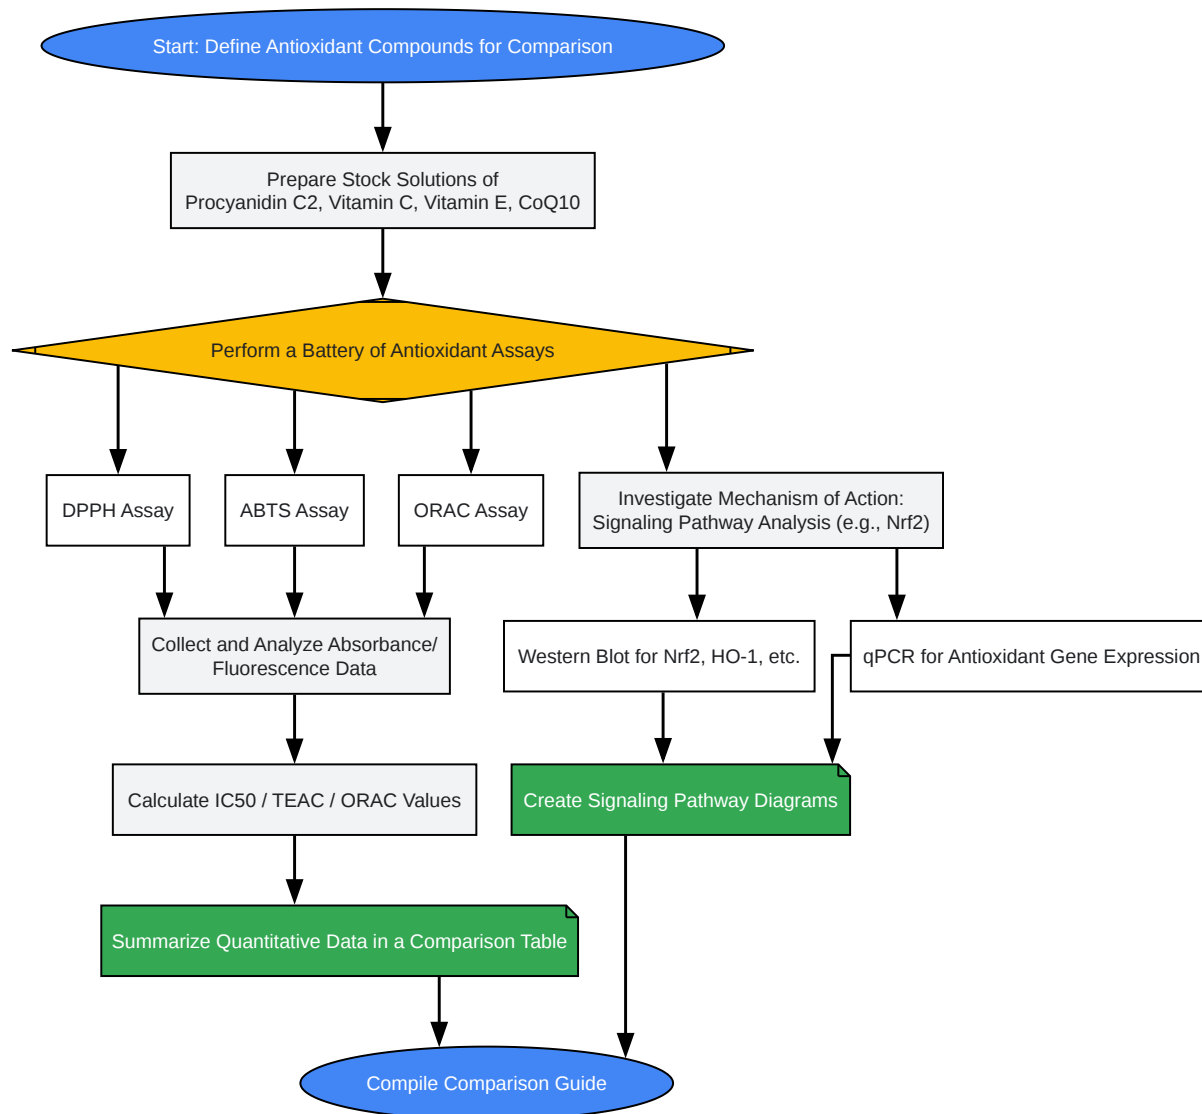 Start: Define Antioxidant Compounds for Comparison
Prepare Stock Solutions of
Procyanidin C2, Vitamin C, Vitamin E, CoQ10
Perform a Battery of Antioxidant Assays
DPPH Assay
ABTS Assay
ORAC Assay
Investigate Mechanism of Action:
Signaling Pathway Analysis (e.g., Nrf2)
Collect and Analyze Absorbance/
Fluorescence Data
Western Blot for Nrf2, HO-1, etc.
qPCR for Antioxidant Gene Expression
Calculate IC50 / TEAC / ORAC Values
Create Signaling Pathway Diagrams
Summarize Quantitative Data in a Comparison Table
Compile Comparison Guide